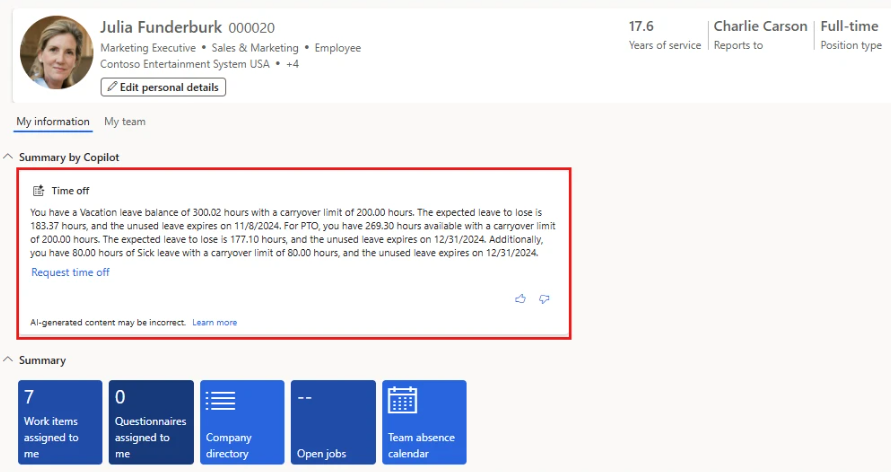 Julia Funderburk 000020
Marketing Executive • Sales & Marketing • Employee
Contoso Entertainment System USA • +4
Edit personal details
17.6
Years of service
Charlie Carson
Reports to
Full-time
Position type
My information
My team
Summary by Copilot
Time off
You have a Vacation leave balance of 300.02 hours with a carryover limit of 200.00 hours. The expected leave to lose is
183.37 hours, and the unused leave expires on 11/8/2024. For PTO, you have 269.30 hours available with a carryover limit
of 200.00 hours. The expected leave to lose is 177.10 hours, and the unused leave expires on 12/31/2024. Additionally,
you have 80.00 hours of Sick leave with a carryover limit of 80.00 hours, and the unused leave expires on 12/31/2024.
Request time off
AI-generated content may be incorrect. Learn more
Summary
7
Work items
assigned to
me
0
Questionnaires
assigned to
me
Company
directory
--
Open jobs
Team absence
calendar